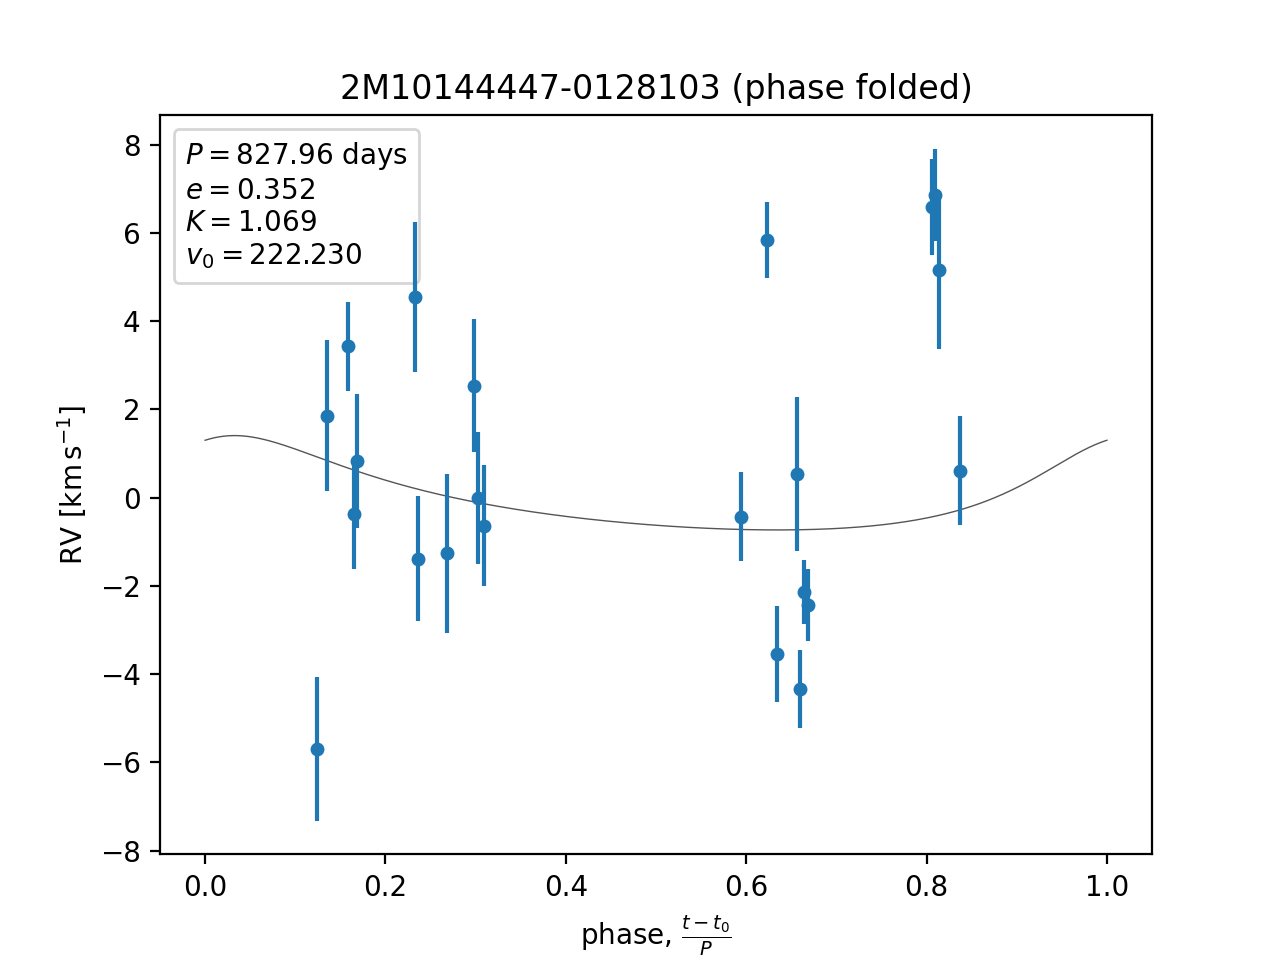 2M10144447-0128103 (phase folded)
P = 827.96 days
e = 0.352
K = 1.069
v₀ = 222.230
8
6
4
2
0
−2
−4
−6
−8
RV [km s⁻¹]
0.0 0.2 0.4 0.6 0.8 1.0
phase, (t − t₀)/P